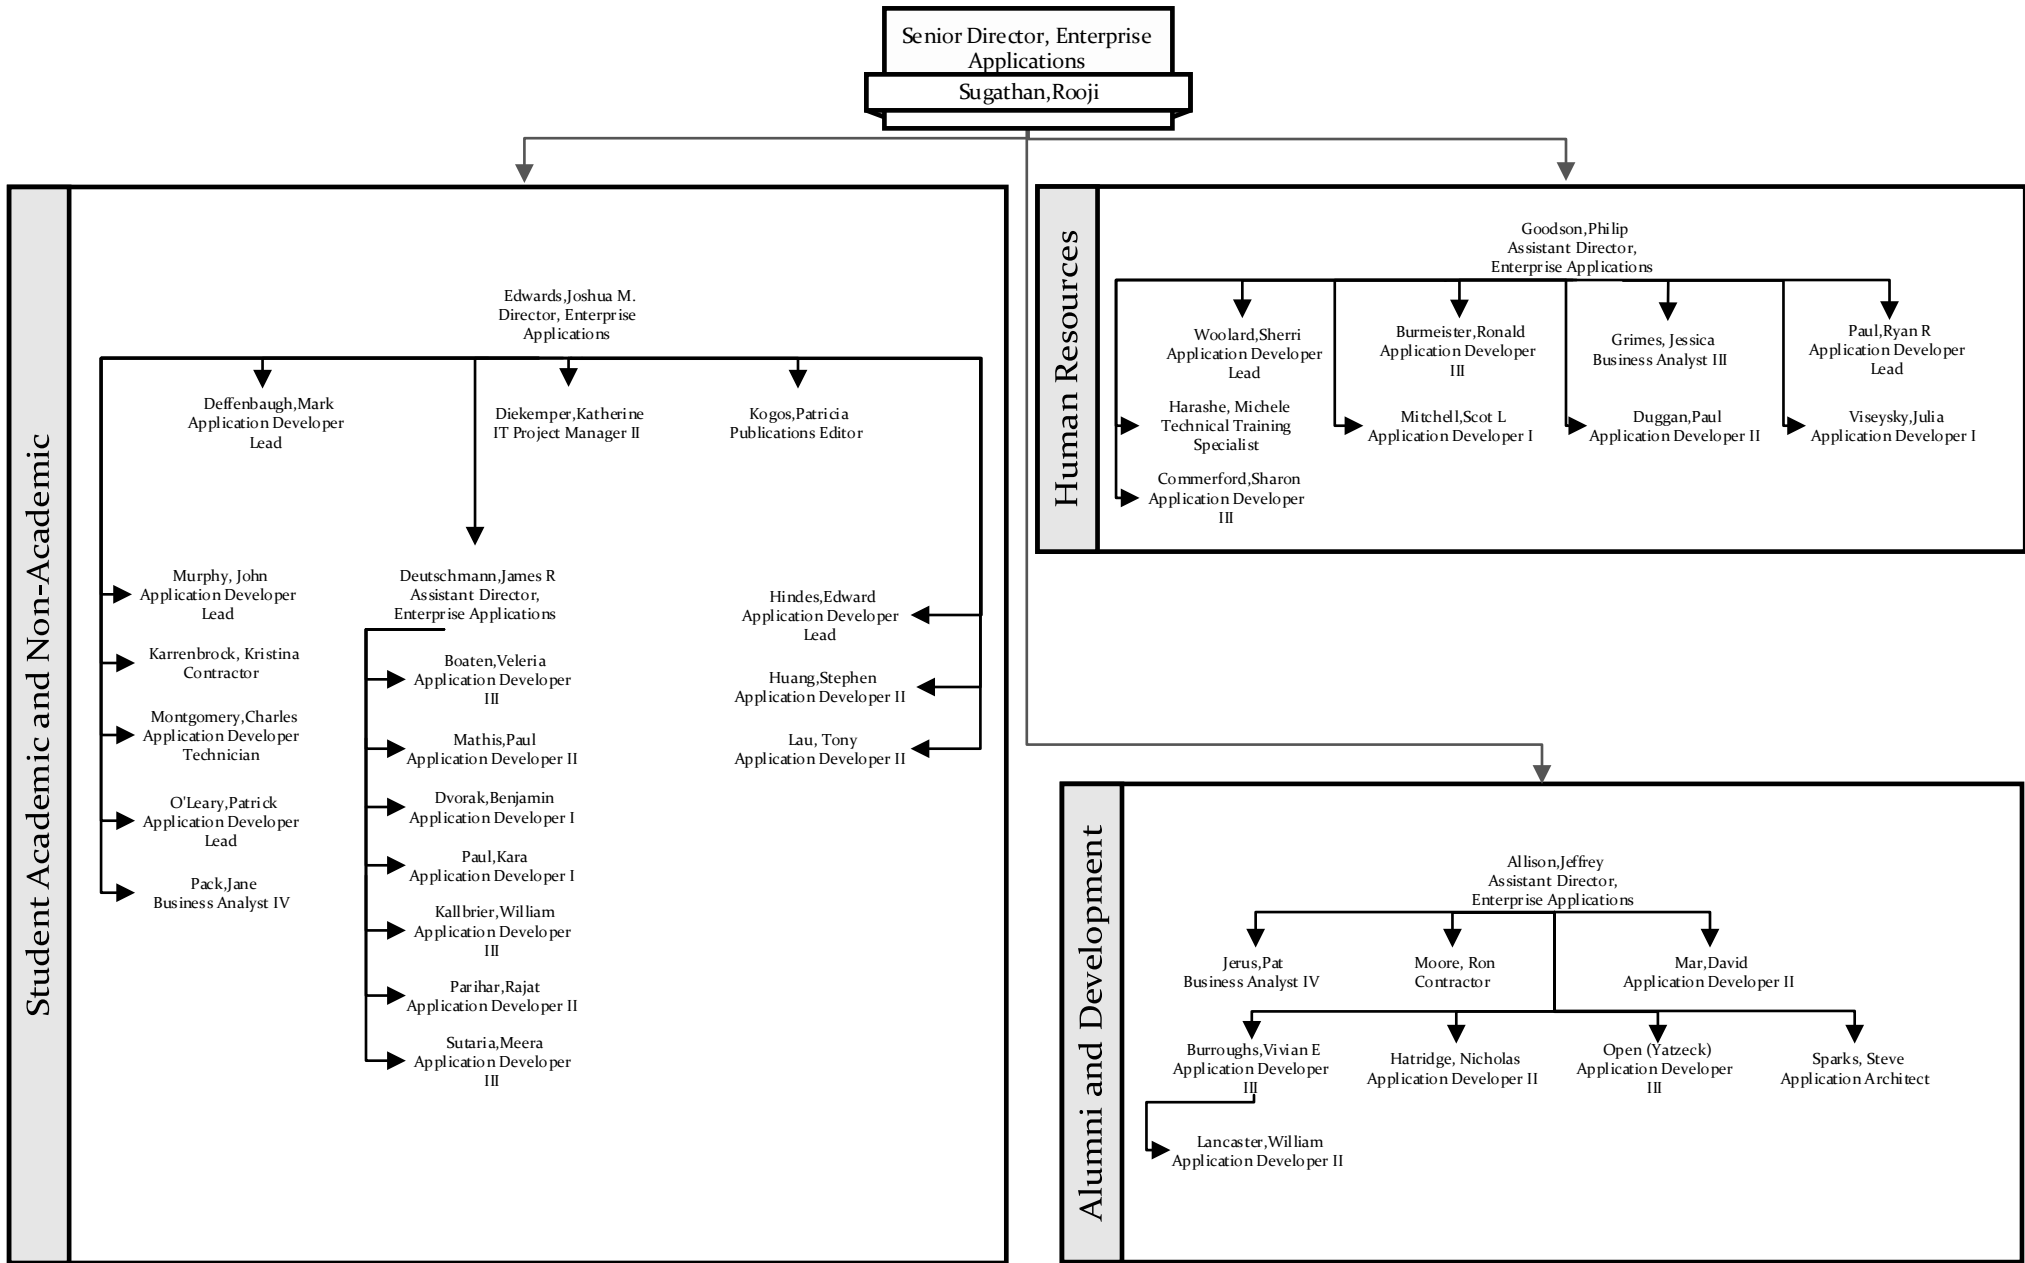 Senior Director, Enterprise
Applications
Sugathan,Rooji
Student Academic and Non-Academic
Edwards,Joshua M.
Director, Enterprise
Applications
Deffenbaugh,Mark
Application Developer
Lead
Diekemper,Katherine
IT Project Manager II
Kogos,Patricia
Publications Editor
Murphy, John
Application Developer
Lead
Karrenbrock, Kristina
Contractor
Montgomery,Charles
Application Developer
Technician
O'Leary,Patrick
Application Developer
Lead
Pack,Jane
Business Analyst IV
Deutschmann,James R
Assistant Director,
Enterprise Applications
Boaten,Veleria
Application Developer
III
Mathis,Paul
Application Developer II
Dvorak,Benjamin
Application Developer I
Paul,Kara
Application Developer I
Kallbrier,William
Application Developer
III
Parihar,Rajat
Application Developer II
Sutaria,Meera
Application Developer
III
Hindes,Edward
Application Developer
Lead
Huang,Stephen
Application Developer II
Lau, Tony
Application Developer II
Human Resources
Goodson,Philip
Assistant Director,
Enterprise Applications
Woolard,Sherri
Application Developer
Lead
Burmeister,Ronald
Application Developer
III
Grimes, Jessica
Business Analyst III
Paul,Ryan R
Application Developer
Lead
Harashe, Michele
Technical Training
Specialist
Mitchell,Scot L
Application Developer I
Duggan,Paul
Application Developer II
Viseysky,Julia
Application Developer I
Commerford,Sharon
Application Developer
III
Alumni and Development
Allison,Jeffrey
Assistant Director,
Enterprise Applications
Jerus,Pat
Business Analyst IV
Moore, Ron
Contractor
Mar,David
Application Developer II
Burroughs,Vivian E
Application Developer
III
Hatridge, Nicholas
Application Developer II
Open (Yatzeck)
Application Developer
III
Sparks, Steve
Application Architect
Lancaster,William
Application Developer II